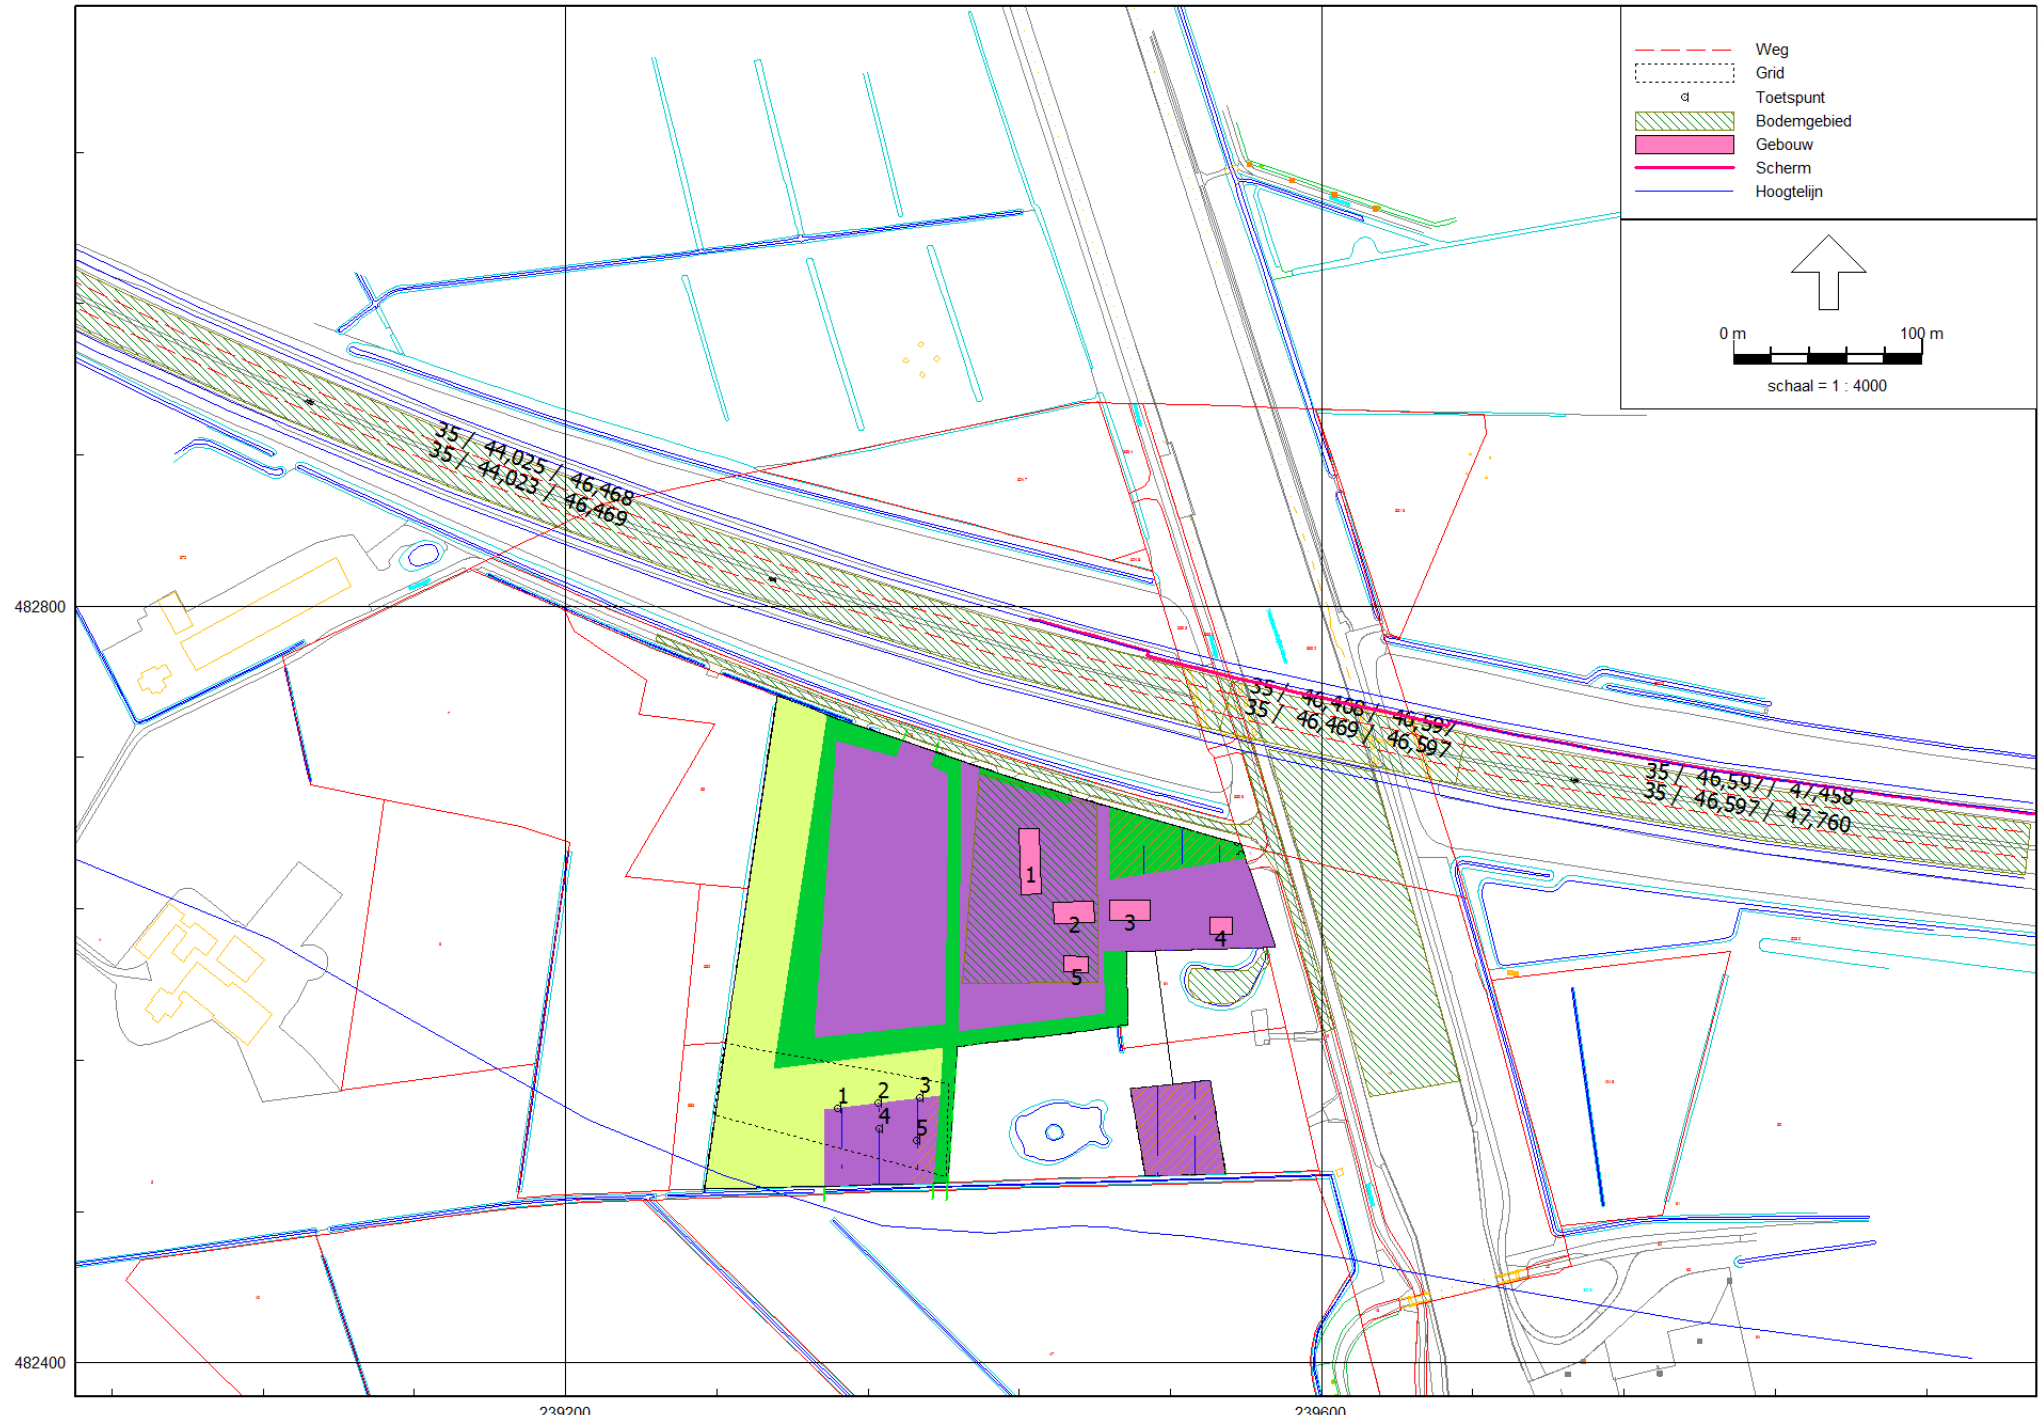 Weg
Grid
Toetspunt
Bodemgebied
Gebouw
Scherm
Hoogtelijn
0 m 100 m
schaal = 1 : 4000
35 / 44,025 / 46,468
35 / 44,023 / 46,469
482800
35 / 46,468 / 46,597
35 / 46,469 / 46,597
35 / 46,597 / 47,458
35 / 46,597 / 47,760
1
2
3
4
5
1
2
3
4
5
482400
239200
239600